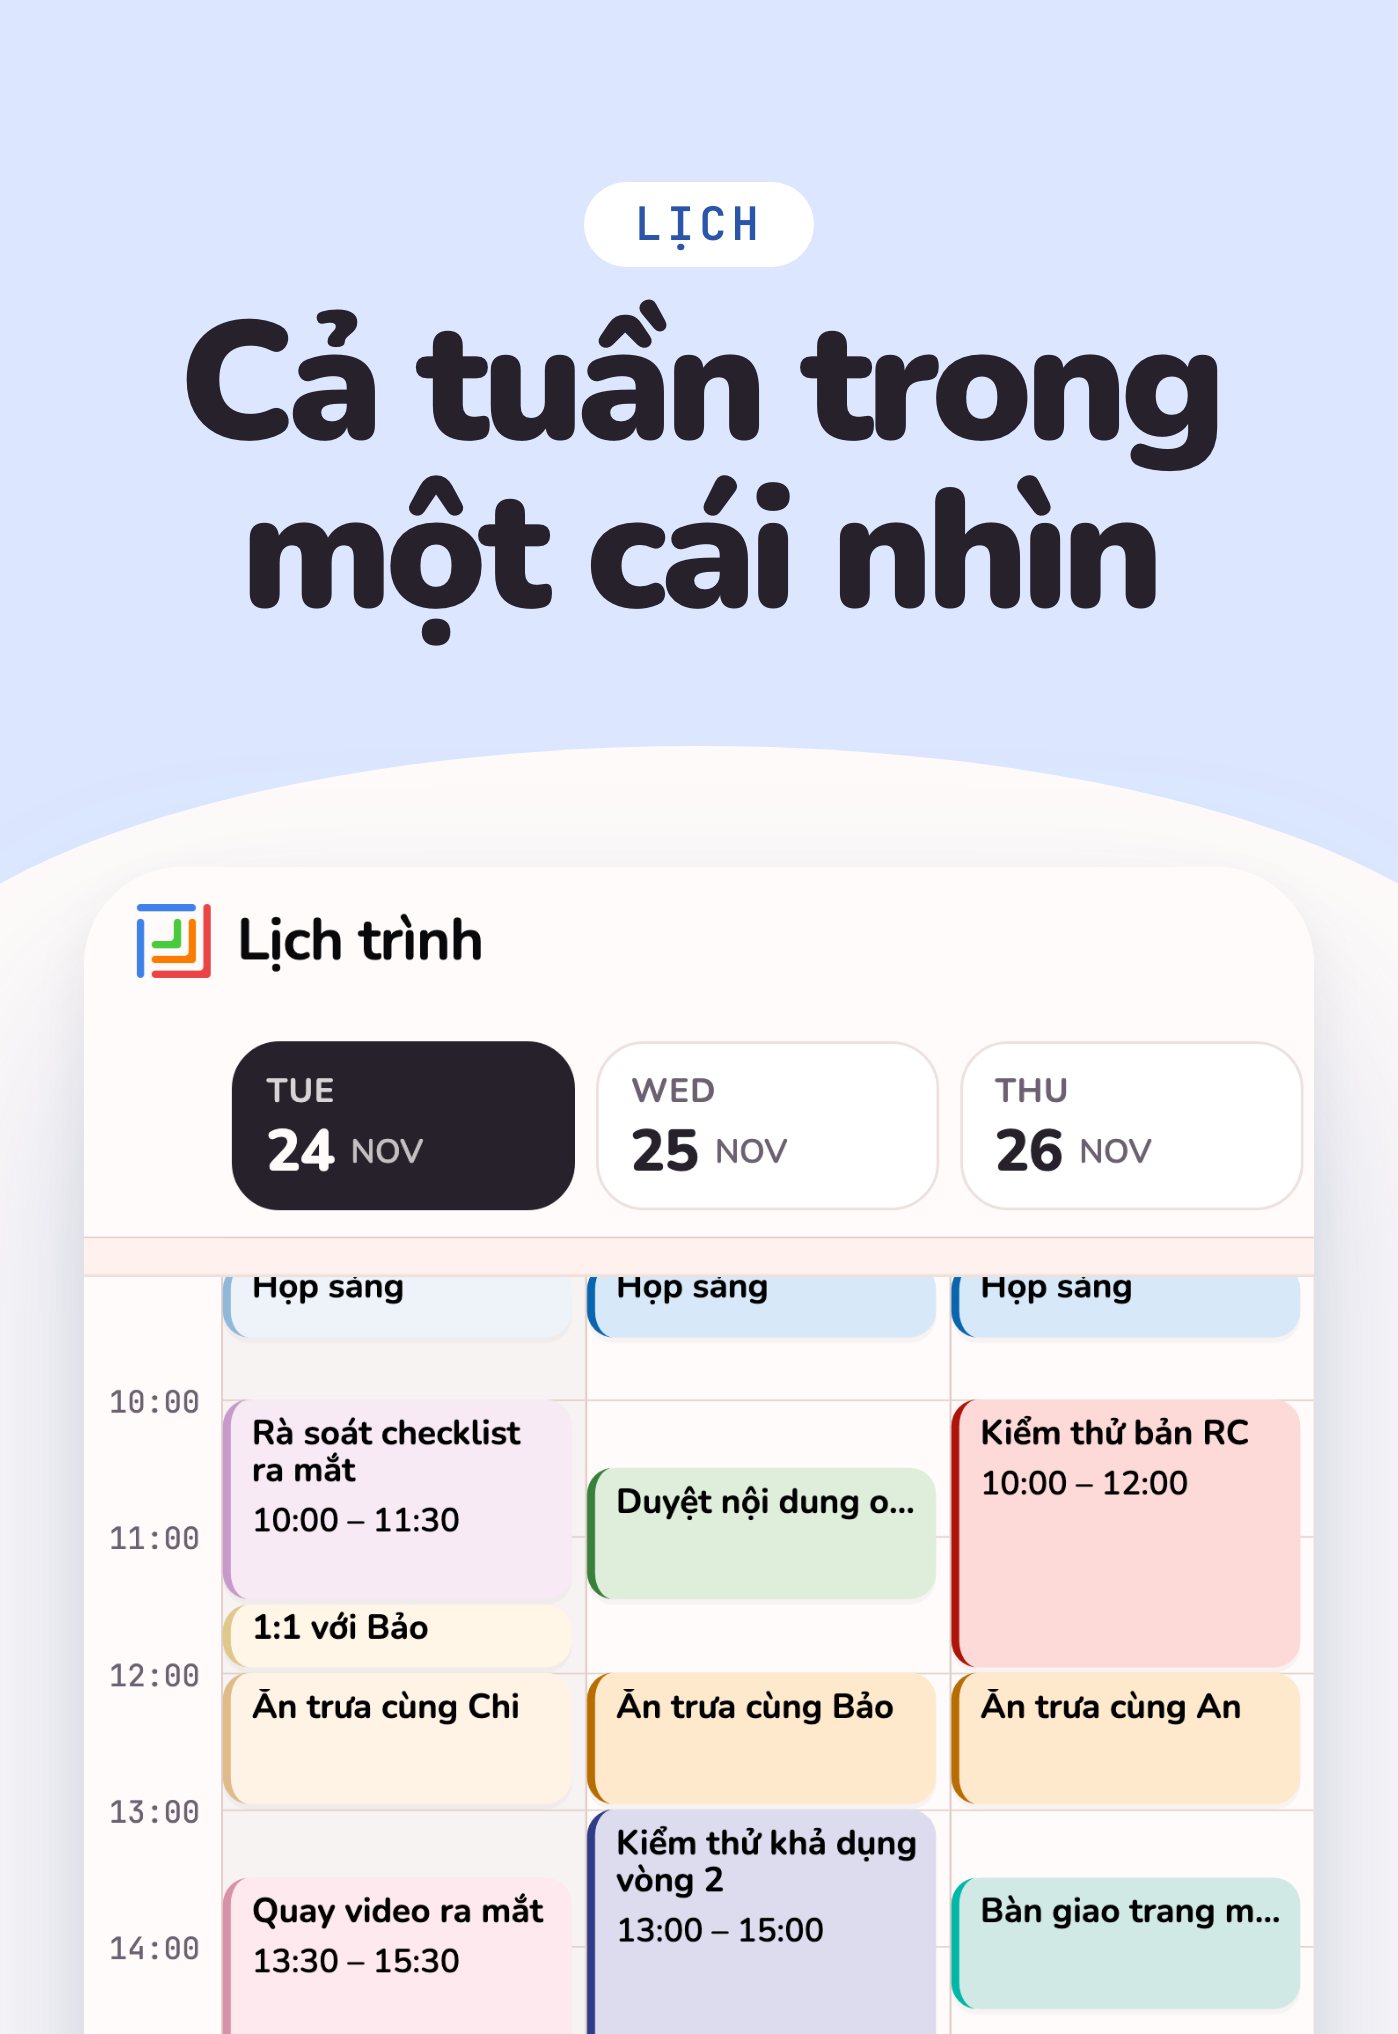 LỊCH
Cả tuần trong
một cái nhìn
Lịch trình
TUE
24 NOV
WED
25 NOV
THU
26 NOV
Họp sáng
Họp sáng
Họp sáng
10:00
Rà soát checklist
ra mắt
10:00 – 11:30
Duyệt nội dung o...
Kiểm thử bản RC
10:00 – 12:00
11:00
1:1 với Bảo
12:00
Ăn trưa cùng Chi
Ăn trưa cùng Bảo
Ăn trưa cùng An
13:00
Kiểm thử khả dụng
vòng 2
13:00 – 15:00
Quay video ra mắt
13:30 – 15:30
Bàn giao trang m...
14:00